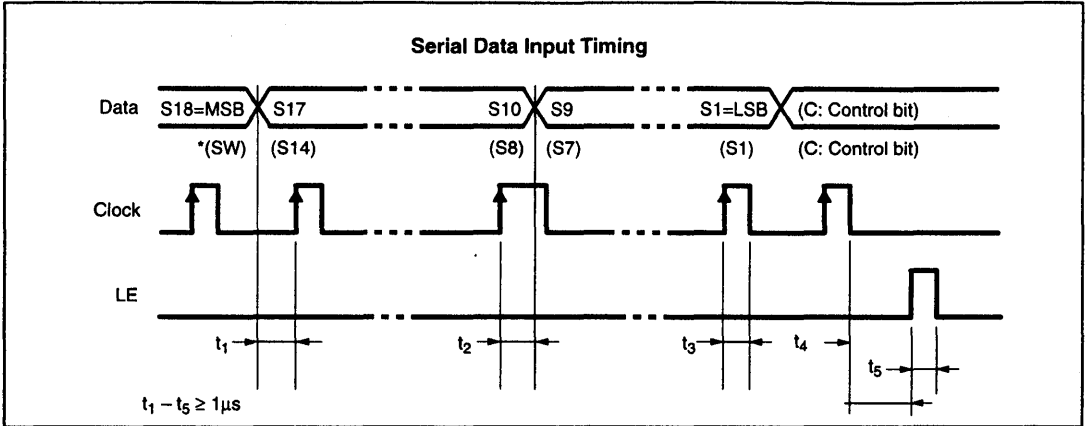 Serial Data Input Timing
Data S18=MSB S17 S10 S9 S1=LSB (C: Control bit)
*(SW) (S14) (S8) (S7) (S1) (C: Control bit)
Clock
LE
t1 t2 t3 t4
t5
t1 – t5 ≥ 1µs